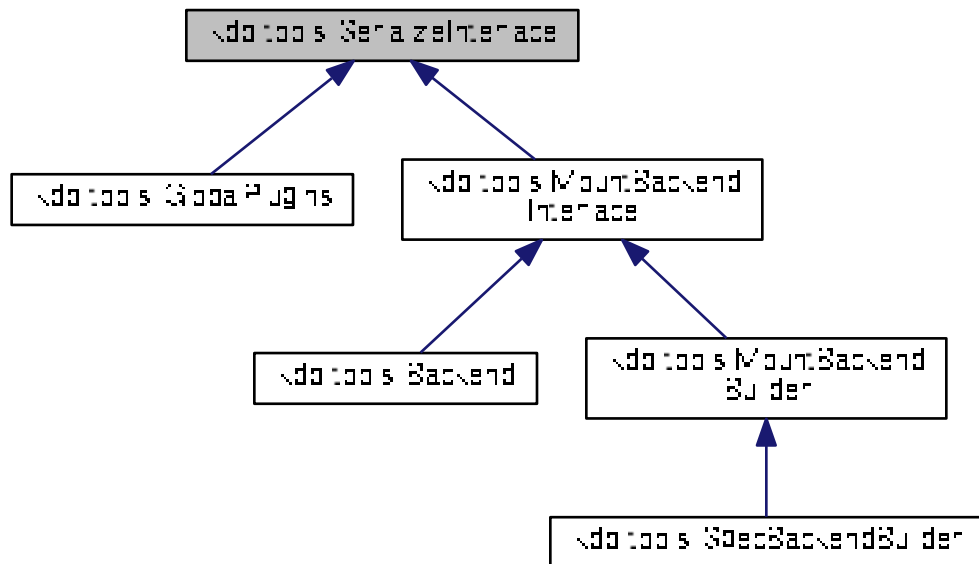 kdb::tools::SerializeInterface
kdb::tools::GlobalPlugins
kdb::tools::MountBackend
Interface
kdb::tools::Backend
kdb::tools::MountBackend
Builder
kdb::tools::SpecBackendBuilder